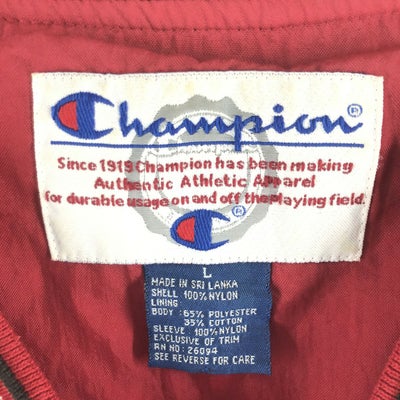 Champion®
Since 1919 Champion has been making
Authentic Athletic Apparel
for durable usage on and off the playing field.
®
L
MADE IN SRI LANKA
SHELL: 100% NYLON
LINING:
BODY: 65% POLYESTER
35% COTTON
SLEEVE: 100% NYLON
EXCLUSIVE OF TRIM
RN NO: 26094
SEE REVERSE FOR CARE